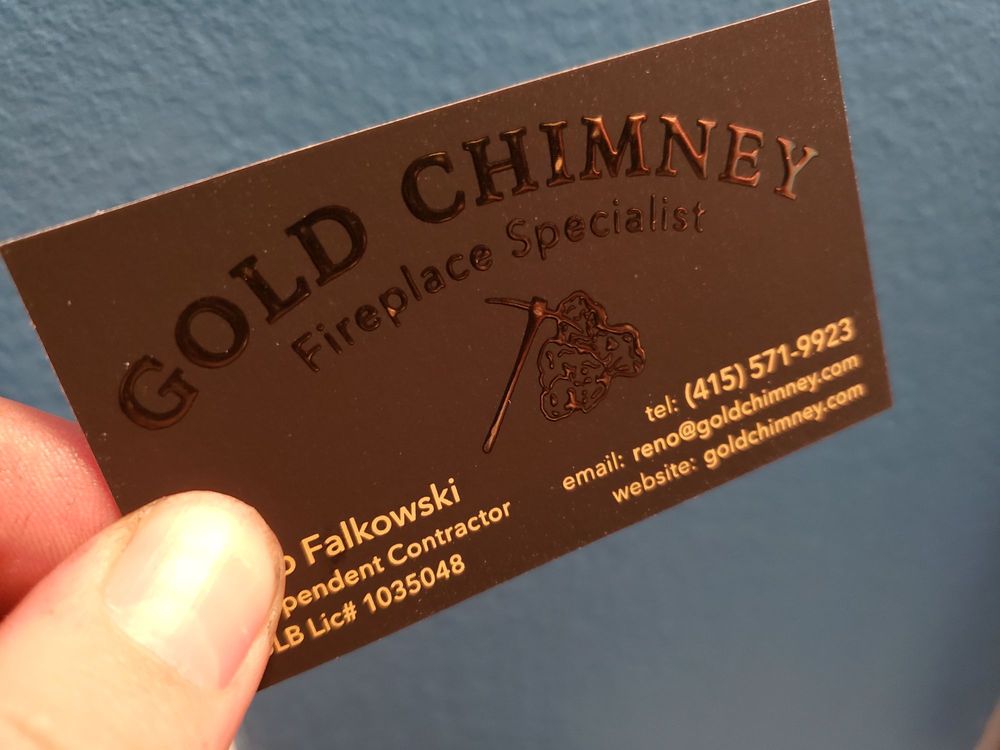 GOLD CHIMNEY
Fireplace Specialist
tel: (415) 571-9923
email: reno@goldchimney.com
website: goldchimney.com
o Falkowski
pendent Contractor
LB Lic# 1035048